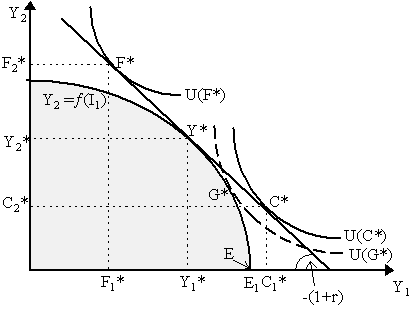 Y2
F2* F*
U(F*)
Y2 =f(I1)
Y*
Y2*
G* C*
C2*
U(C*)
E U(G*)
F1* Y1* E1 C1* Y1
-(1+r)